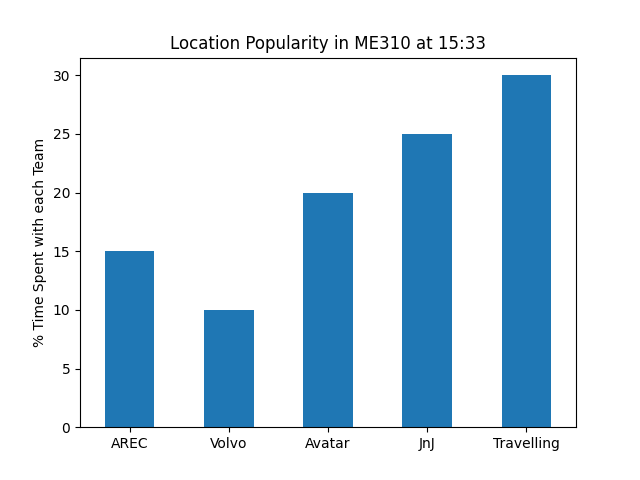 Location Popularity in ME310 at 15:33
% Time Spent with each Team
30
25
20
15
10
5
0
AREC Volvo Avatar JnJ Travelling